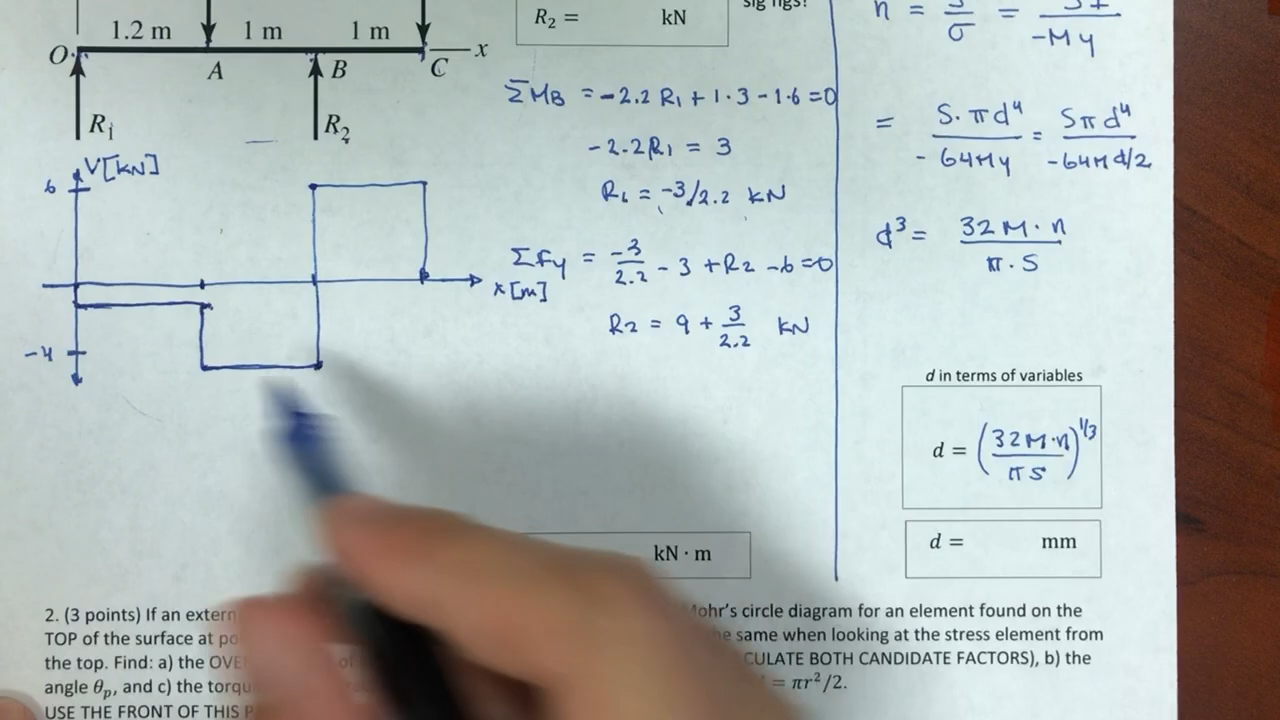 1.2 m 1 m 1 m
O A B C x
R1 R2
V[kN]
6
-4
x [m]
R2 = kN
ΣMB = -2.2 R1 + 1·3 - 1·6 = 0
-2.2R1 = 3
R1 = -3/2.2 kN
ΣFy = -3/2.2 - 3 + R2 - 6 = 0
R2 = 9 + 3/2.2 kN
n = S/σ = SI/-My
= S·πd⁴/-64My = Sπd⁴/-64Md/2
d³ = 32M·n/π·S
d in terms of variables
d = (32M·n/πS)^1/3
d = mm
kN · m
2. (3 points) If an extern Mohr's circle diagram for an element found on the
TOP of the surface at po same when looking at the stress element from
the top. Find: a) the OVE CULATE BOTH CANDIDATE FACTORS), b) the
angle θp, and c) the torqu = πr²/2.
USE THE FRONT OF THIS P